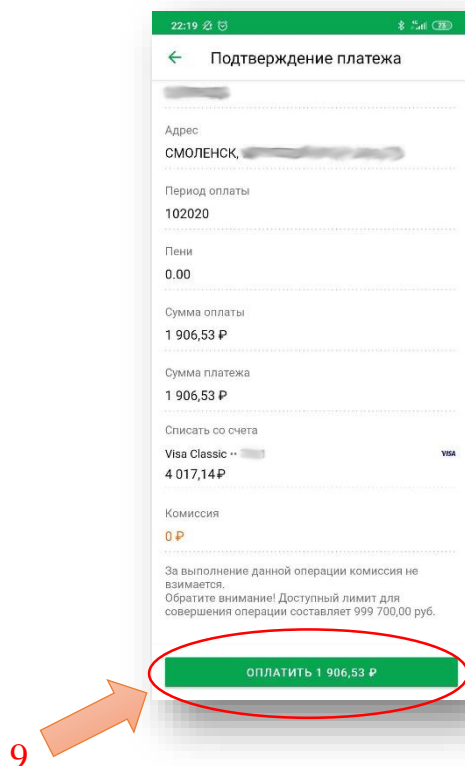 22:19
75
Подтверждение платежа
Адрес
СМОЛЕНСК,
Период оплаты
102020
Пени
0.00
Сумма оплаты
1 906,53 ₽
Сумма платежа
1 906,53 ₽
Списать со счета
Visa Classic ••
VISA
4 017,14 ₽
Комиссия
0 ₽
За выполнение данной операции комиссия не
взимается.
Обратите внимание! Доступный лимит для
совершения операции составляет 999 700,00 руб.
ОПЛАТИТЬ 1 906,53 ₽
9